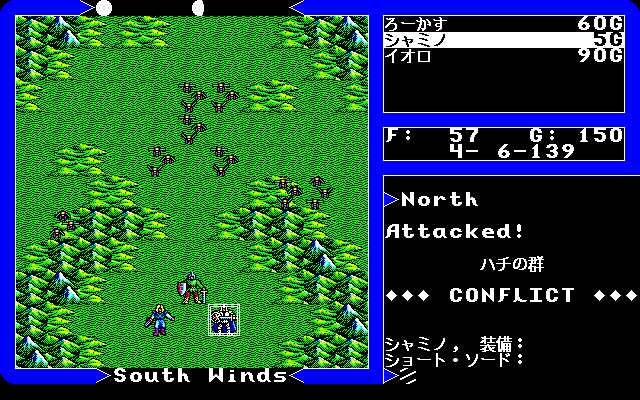 ろーかす 60G
シャミノ 5G
イオロ 90G
F: 57 G: 150
4- 6-139
North
Attacked!
ハチの群
◆◆◆ CONFLICT ◆◆◆
シャミノ, 装備:
ショート・ソード:
South Winds